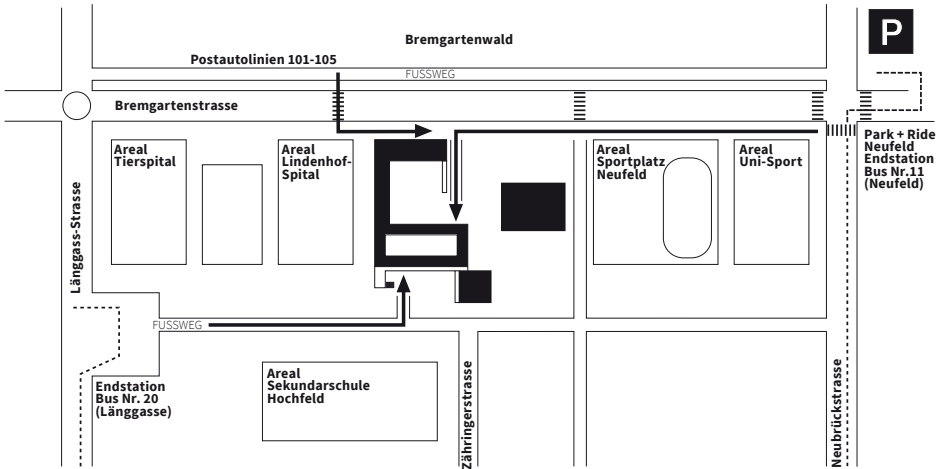 P
Bremgartenwald
Postautolinien 101-105
FUSSWEG
Bremgartenstrasse
Park + Ride
Neufeld
Endstation
Bus Nr.11
(Neufeld)
Areal
Tierspital
Areal
Lindenhof-
Spital
Areal
Sportplatz
Neufeld
Areal
Uni-Sport
Länggass-Strasse
FUSSWEG
Endstation
Bus Nr. 20
(Länggasse)
Areal
Sekundarschule
Hochfeld
Zähringerstrasse
Neubrückstrasse